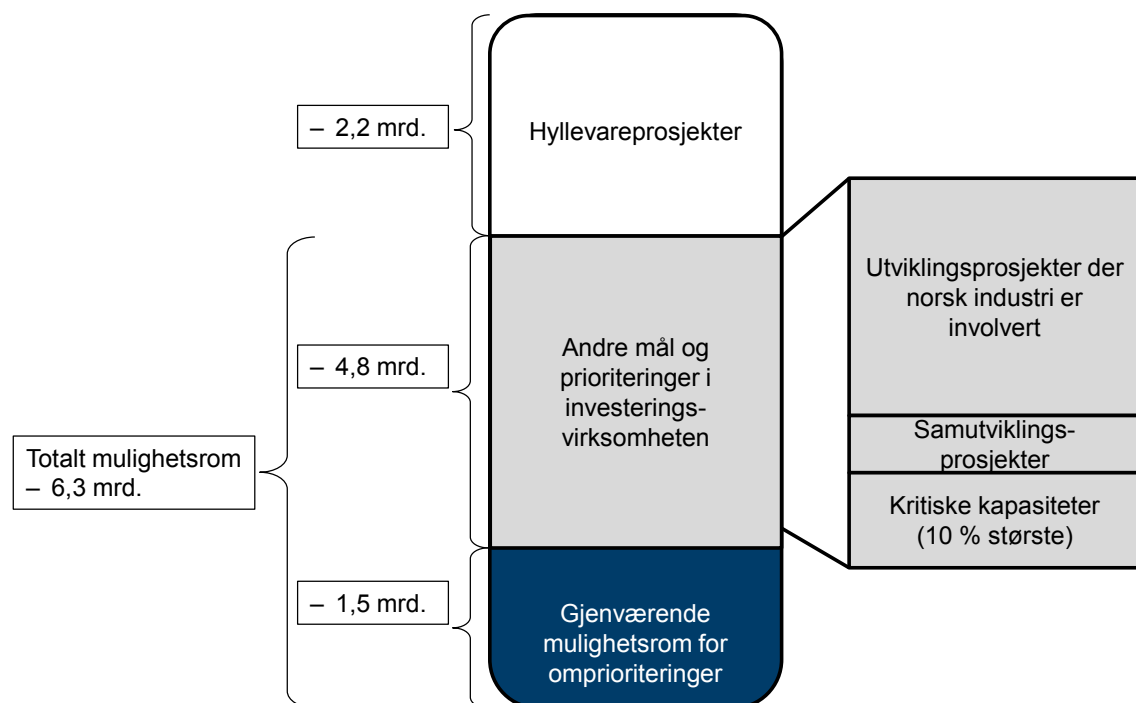 – 2,2 mrd.
Hyllevareprosjekter
– 4,8 mrd.
Andre mål og
prioriteringer i
investerings-
virksomheten
Utviklingsprosjekter der
norsk industri er
involvert
Samutviklings-
prosjekter
Kritiske kapasiteter
(10 % største)
Totalt mulighetsrom
– 6,3 mrd.
– 1,5 mrd.
Gjenværende
mulighetsrom for
omprioriteringer